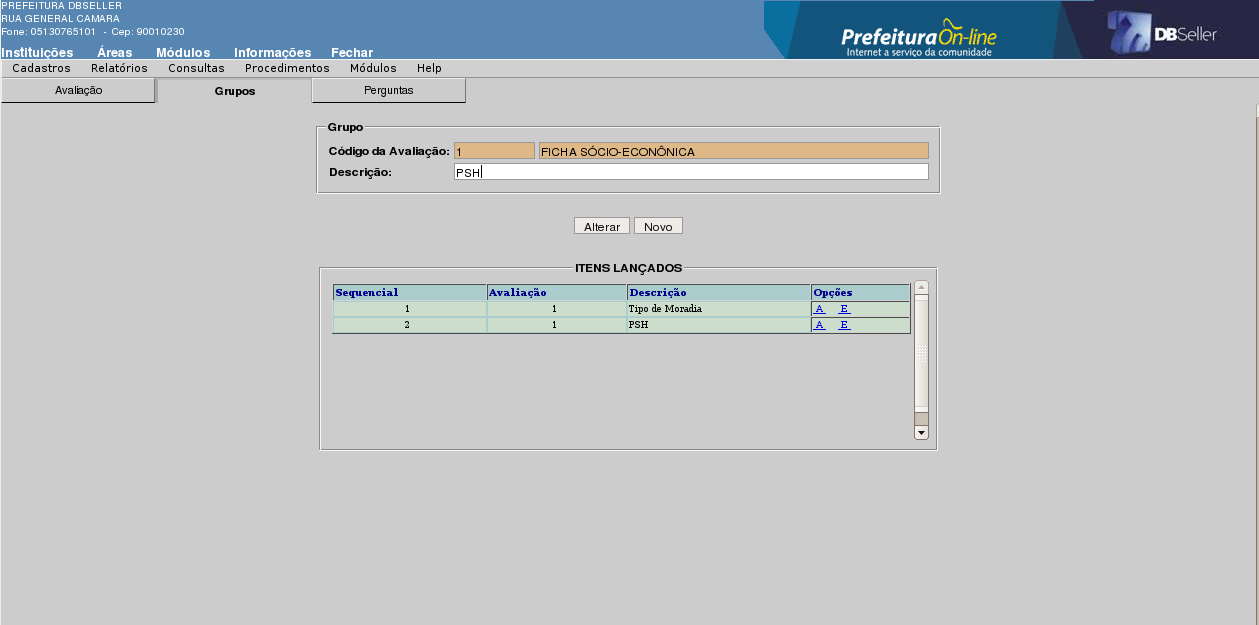 PREFEITURA DBSELLER
RUA GENERAL CAMARA
Fone: 05130765101 - Cep: 90010230
Prefeitura On-line
Internet a serviço da comunidade
DBSeller
Instituições Áreas Módulos Informações Fechar
Cadastros Relatórios Consultas Procedimentos Módulos Help
Avaliação Grupos Perguntas
Grupo
Código da Avaliação: 1 FICHA SÓCIO-ECONÔNICA
Descrição: PSH
Alterar Novo
ITENS LANÇADOS
Sequencial Avaliação Descrição Opções
1 1 Tipo de Moradia A E
2 1 PSH A E